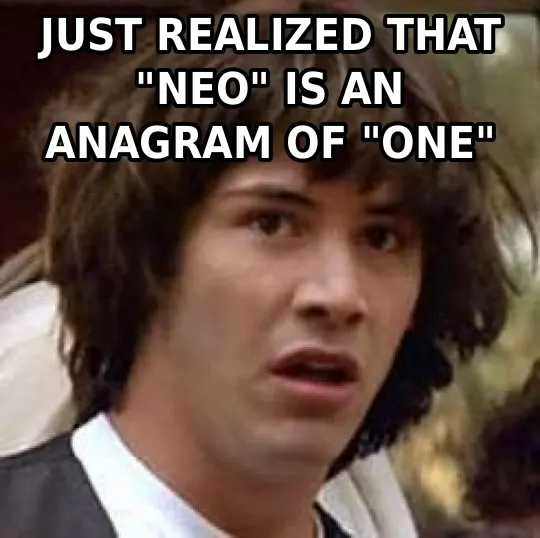 JUST REALIZED THAT
"NEO" IS AN
ANAGRAM OF "ONE"